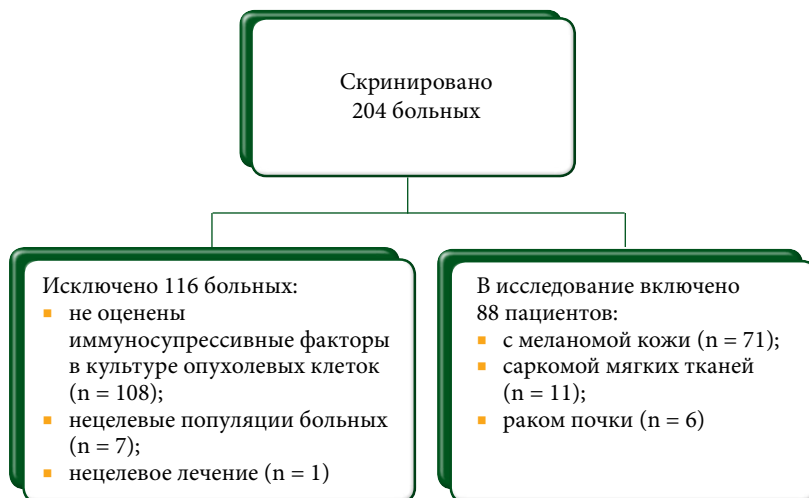 Скринировано
204 больных
Исключено 116 больных:
▪ не оценены
иммуносупрессивные факторы
в культуре опухолевых клеток
(n = 108);
▪ нецелевые популяции больных
(n = 7);
▪ нецелевое лечение (n = 1)
В исследование включено
88 пациентов:
▪ с меланомой кожи (n = 71);
▪ саркомой мягких тканей
(n = 11);
▪ раком почки (n = 6)